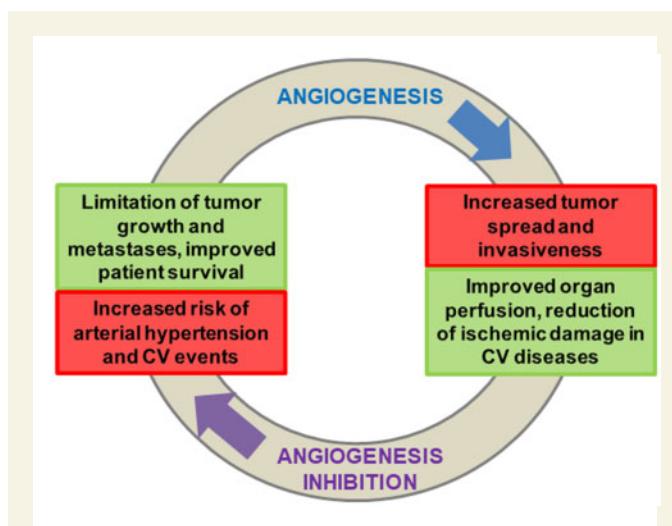 ANGIOGENESIS
Limitation of tumor
growth and
metastases, improved
patient survival
Increased risk of
arterial hypertension
and CV events
Increased tumor
spread and
invasiveness
Improved organ
perfusion, reduction
of ischemic damage in
CV diseases
ANGIOGENESIS
INHIBITION